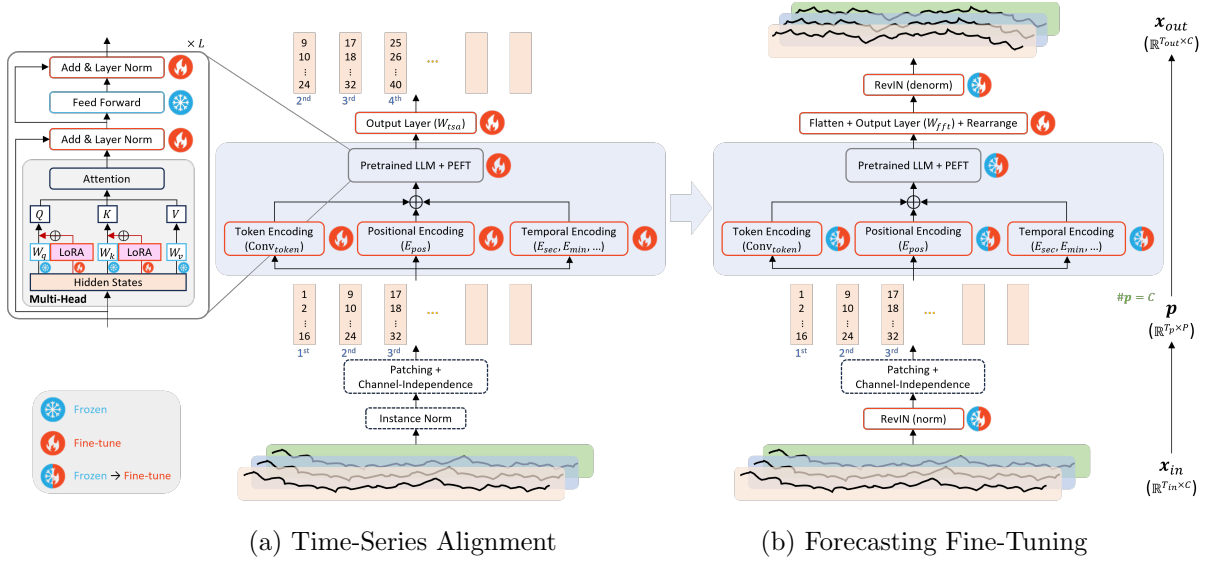 × L
Add & Layer Norm
Feed Forward
Add & Layer Norm
Attention
Q K V
W_q LoRA W_k LoRA W_v
Hidden States
Multi-Head
Frozen
Fine-tune
Frozen → Fine-tune
9 17 25
10 18 26
⋮ ⋮ ⋮ ...
24 32 40
2nd 3rd 4th
Output Layer (W_tsa)
Pretrained LLM + PEFT
Token Encoding
(Conv_token)
Positional Encoding
(E_pos)
Temporal Encoding
(E_sec, E_min, ...)
1 9 17
2 10 18
⋮ ⋮ ⋮ ...
16 24 32
1st 2nd 3rd
Patching +
Channel-Independence
Instance Norm
(a) Time-Series Alignment
RevIN (denorm)
Flatten + Output Layer (W_fft) + Rearrange
Pretrained LLM + PEFT
Token Encoding
(Conv_token)
Positional Encoding
(E_pos)
Temporal Encoding
(E_sec, E_min, ...)
1 9 17
2 10 18
⋮ ⋮ ⋮ ...
16 24 32
1st 2nd 3rd
Patching +
Channel-Independence
RevIN (norm)
(b) Forecasting Fine-Tuning
x_out
(ℝ^{T_out×C})
#p = C
p
(ℝ^{T_p×P})
x_in
(ℝ^{T_in×C})